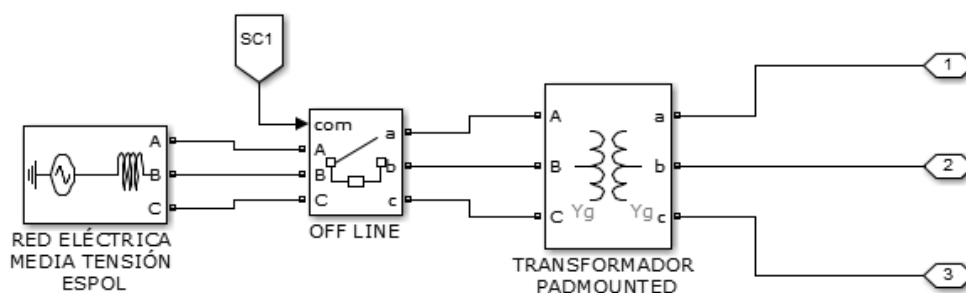 SC1
com
A
B
C
a
b
c
A
B
C
A
B
C
a
b
c
Yg
Yg
1
2
3
RED ELÉCTRICA
MEDIA TENSIÓN
ESPOL
OFF LINE
TRANSFORMADOR
PADMOUNTED